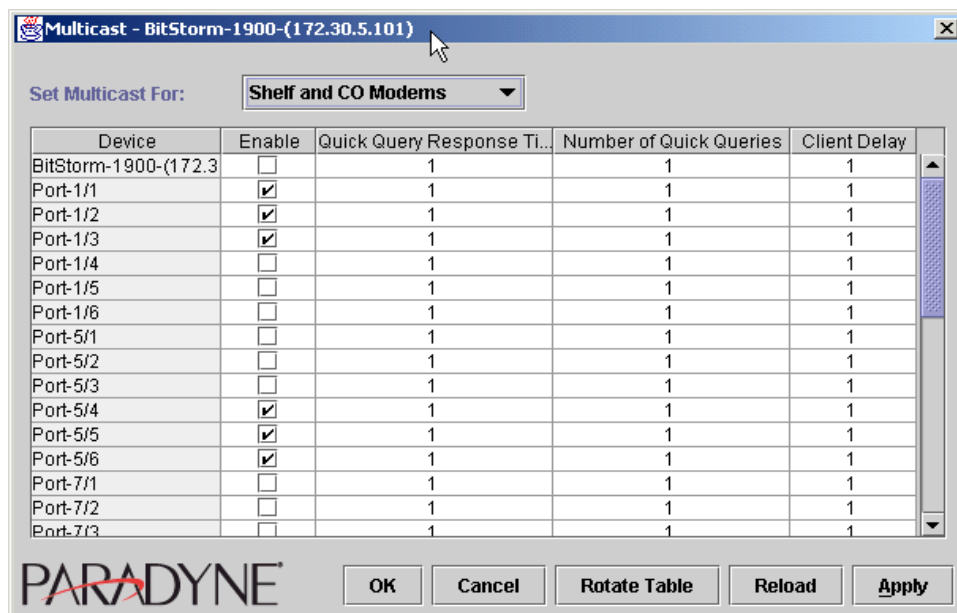 Multicast - BitStorm-1900-(172.30.5.101)
Set Multicast For: Shelf and CO Modems
Device Enable Quick Query Response Ti... Number of Quick Queries Client Delay
BitStorm-1900-(172.3 1 1 1
Port-1/1 1 1 1
Port-1/2 1 1 1
Port-1/3 1 1 1
Port-1/4 1 1 1
Port-1/5 1 1 1
Port-1/6 1 1 1
Port-5/1 1 1 1
Port-5/2 1 1 1
Port-5/3 1 1 1
Port-5/4 1 1 1
Port-5/5 1 1 1
Port-5/6 1 1 1
Port-7/1 1 1 1
Port-7/2 1 1 1
Port-7/3 1 1 1
PARADYNE OK Cancel Rotate Table Reload Apply